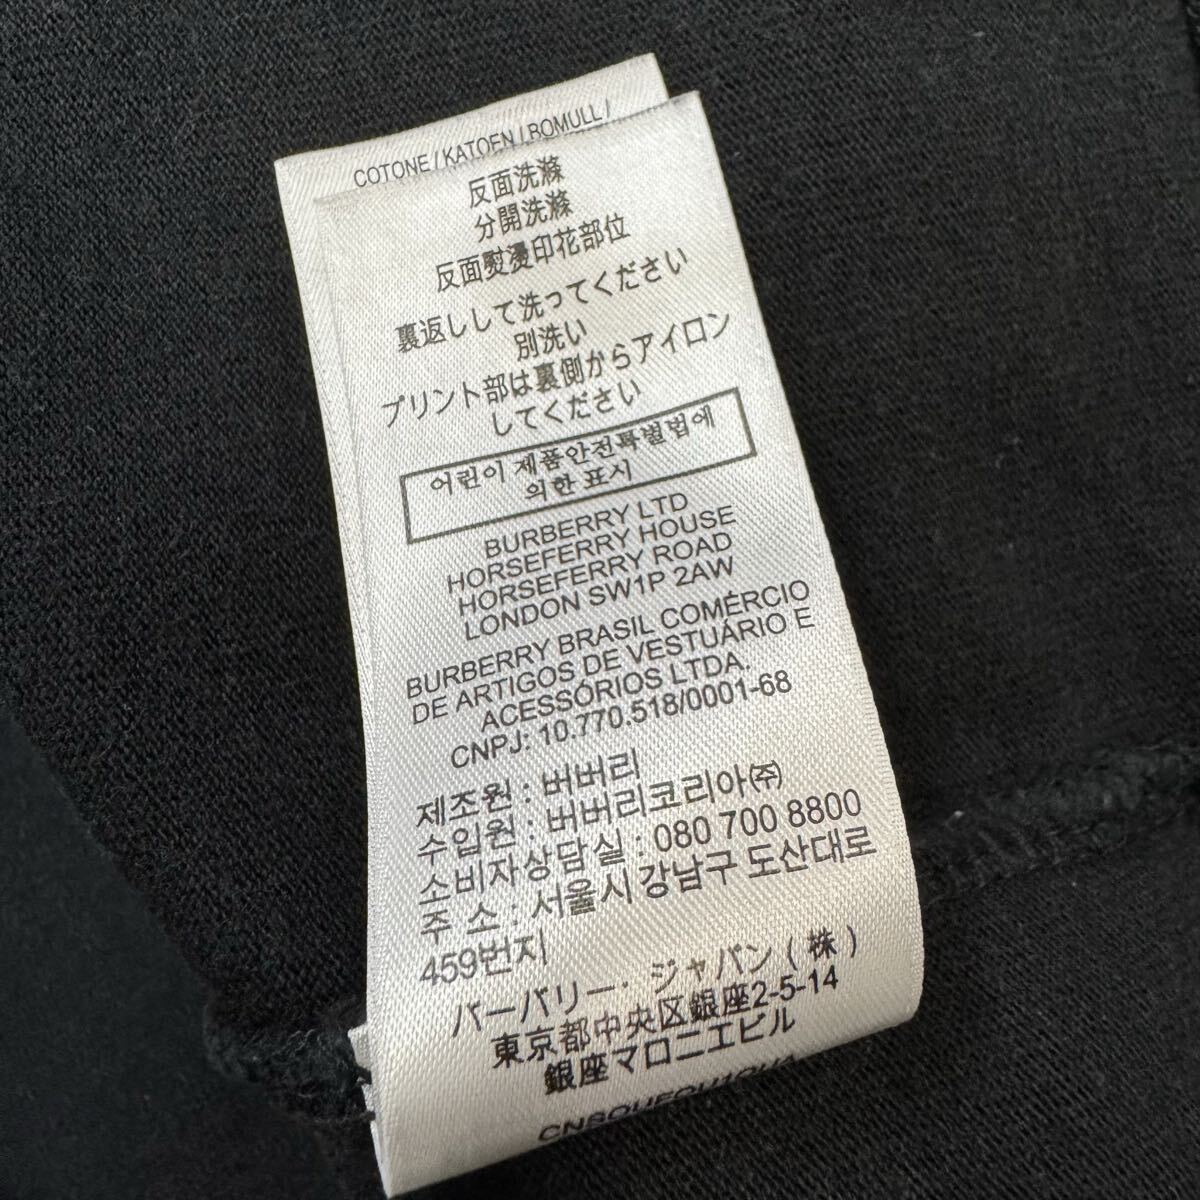 COTONE / KATOEN / BOMULL /
反面洗滌
分開洗滌
反面熨燙印花部位
裏返しして洗ってください
別洗い
プリント部は裏側からアイロン
してください
어린이 제품안전특별법에
의한 표시
BURBERRY LTD
HORSEFERRY HOUSE
HORSEFERRY ROAD
LONDON SW1P 2AW
BURBERRY BRASIL COMÉRCIO
DE ARTIGOS DE VESTUÁRIO E
ACESSÓRIOS LTDA.
CNPJ: 10.770.518/0001-68
제조원 : 버버리
수입원 : 버버리코리아㈜
소비자상담실 : 080 700 8800
주 소 : 서울시 강남구 도산대로
459번지
バーバリー・ジャパン ( 株 )
東京都中央区銀座2-5-14
銀座マロニエビル